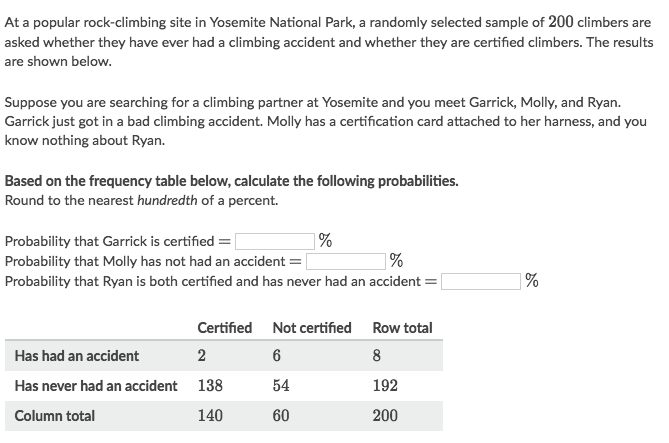 At a popular rock-climbing site in Yosemite National Park, a randomly selected sample of 200 climbers are
asked whether they have ever had a climbing accident and whether they are certified climbers. The results
are shown below.
Suppose you are searching for a climbing partner at Yosemite and you meet Garrick, Molly, and Ryan.
Garrick just got in a bad climbing accident. Molly has a certification card attached to her harness, and you
know nothing about Ryan.
Based on the frequency table below, calculate the following probabilities.
Round to the nearest hundredth of a percent.
Probability that Garrick is certified = %
Probability that Molly has not had an accident = %
Probability that Ryan is both certified and has never had an accident = %
Certified Not certified Row total
Has had an accident 2 6 8
Has never had an accident 138 54 192
Column total 140 60 200